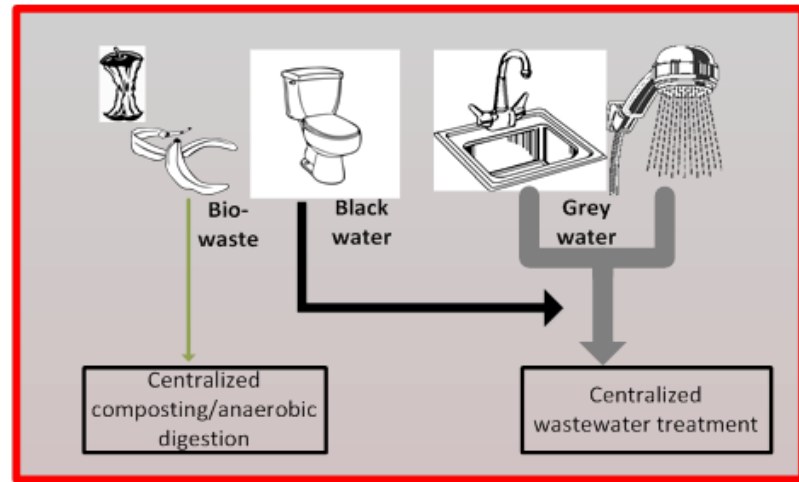 Bio-
waste
Black
water
Grey
water
Centralized
composting/anaerobic
digestion
Centralized
wastewater treatment